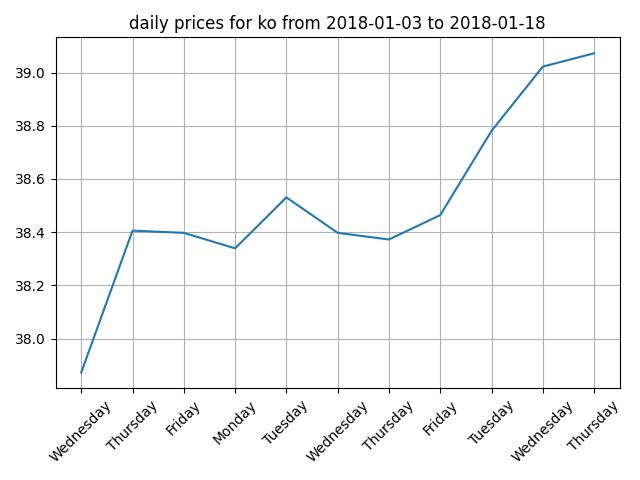 daily prices for ko from 2018-01-03 to 2018-01-18
39.0
38.8
38.6
38.4
38.2
38.0
Wednesday
Thursday
Friday
Monday
Tuesday
Wednesday
Thursday
Friday
Tuesday
Wednesday
Thursday